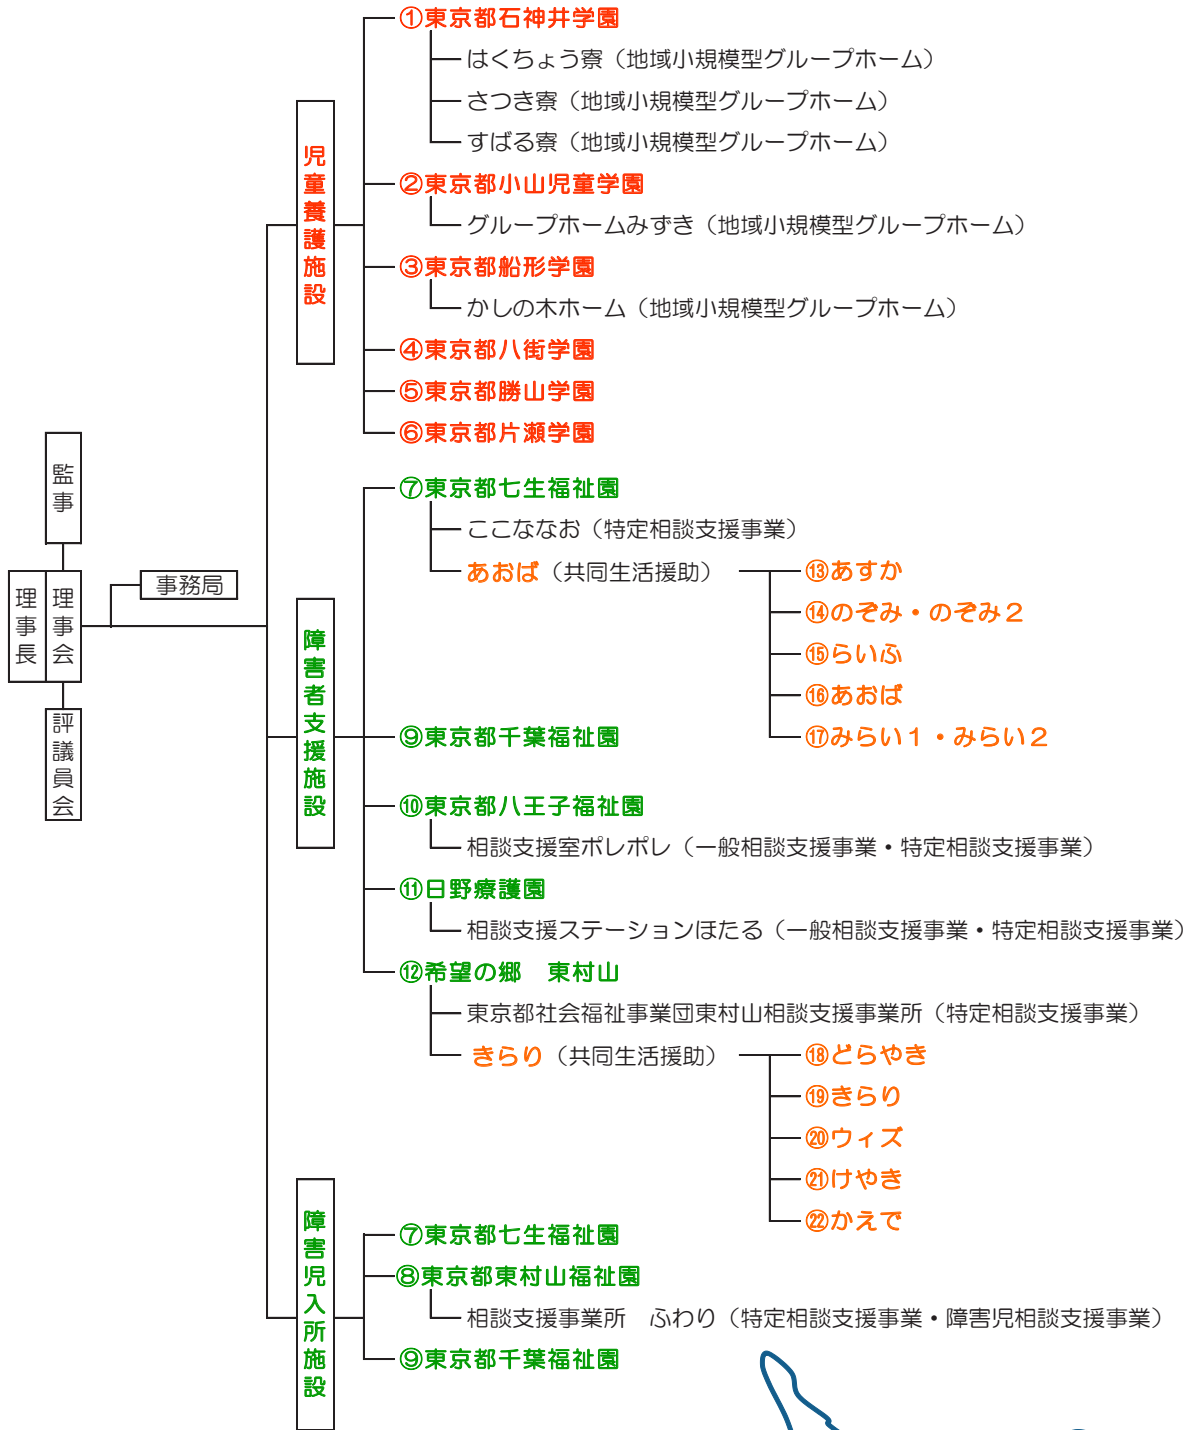 監事
理事長
理事会
評議員会
事務局
児童養護施設
①東京都石神井学園
はくちょう寮（地域小規模型グループホーム）
さつき寮（地域小規模型グループホーム）
すばる寮（地域小規模型グループホーム）
②東京都小山児童学園
グループホームみずき（地域小規模型グループホーム）
③東京都船形学園
かしの木ホーム（地域小規模型グループホーム）
④東京都八街学園
⑤東京都勝山学園
⑥東京都片瀬学園
障害者支援施設
⑦東京都七生福祉園
ここななお（特定相談支援事業）
あおば（共同生活援助）
⑬あすか
⑭のぞみ・のぞみ２
⑮らいふ
⑯あおば
⑰みらい１・みらい２
⑨東京都千葉福祉園
⑩東京都八王子福祉園
相談支援室ポレポレ（一般相談支援事業・特定相談支援事業）
⑪日野療護園
相談支援ステーションほたる（一般相談支援事業・特定相談支援事業）
⑫希望の郷　東村山
東京都社会福祉事業団東村山相談支援事業所（特定相談支援事業）
きらり（共同生活援助）
⑱どらやき
⑲きらり
⑳ウィズ
㉑けやき
㉒かえで
障害児入所施設
⑦東京都七生福祉園
⑧東京都東村山福祉園
相談支援事業所　ふわり（特定相談支援事業・障害児相談支援事業）
⑨東京都千葉福祉園